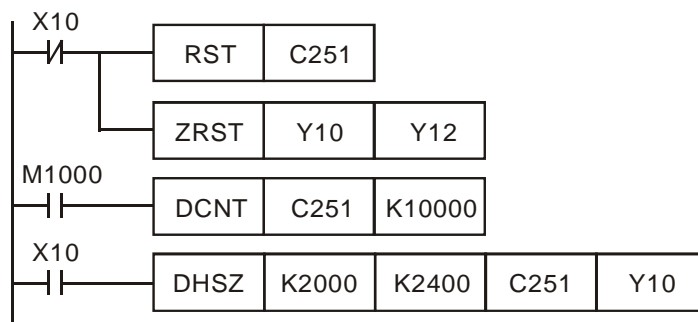 X10
RST C251
ZRST Y10 Y12
M1000
DCNT C251 K10000
X10
DHSZ K2000 K2400 C251 Y10